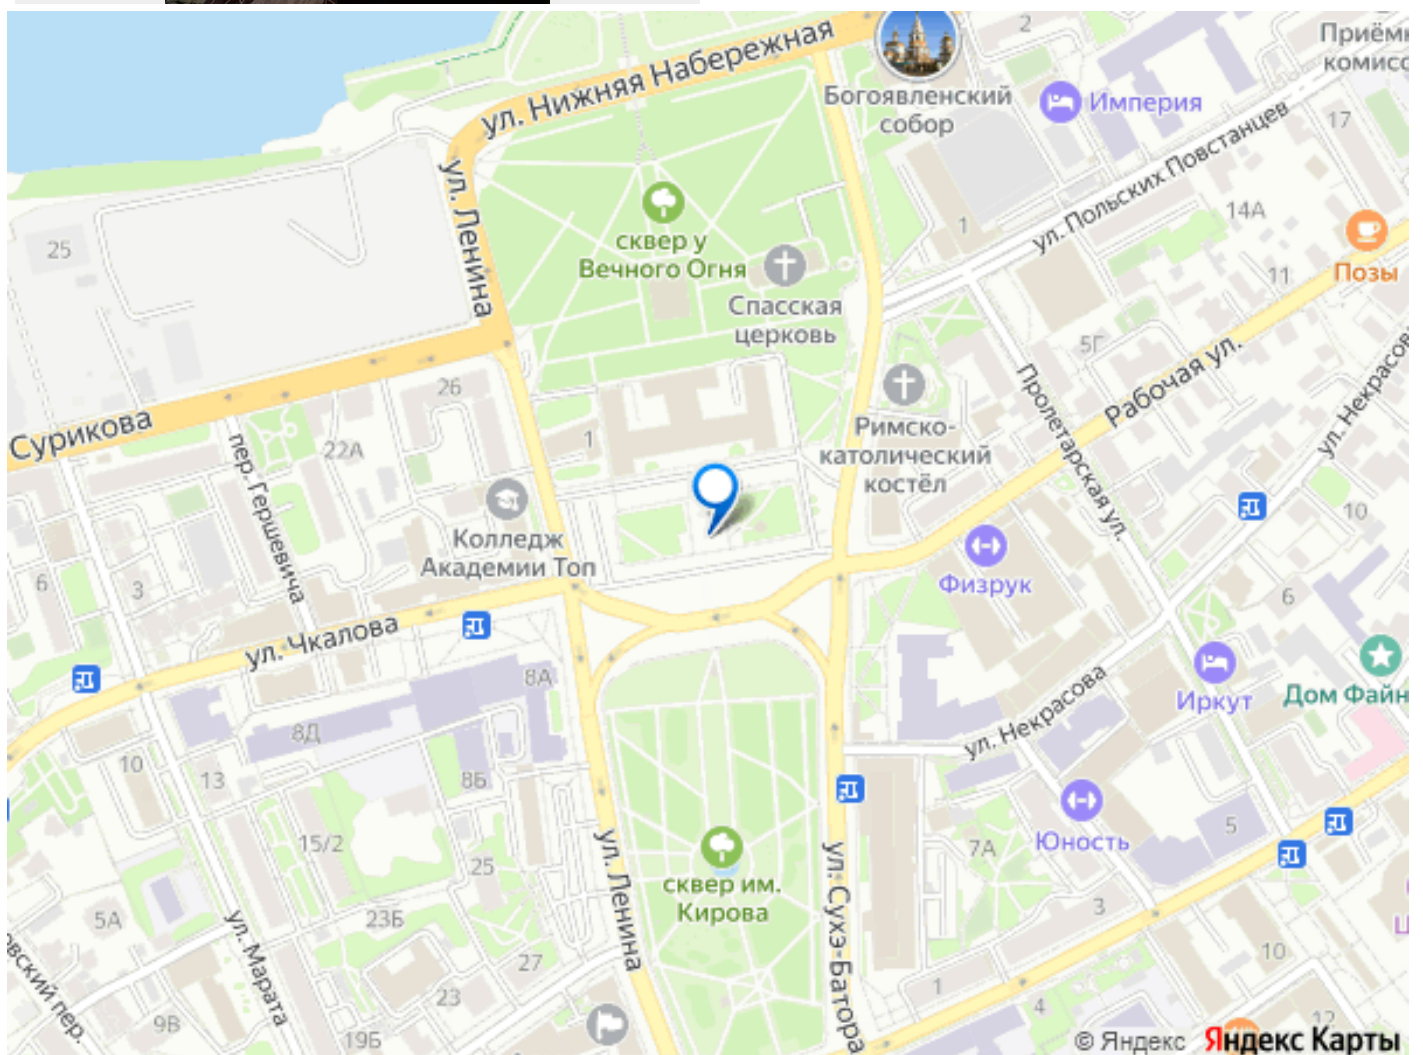 ул. Нижняя Набережная
2
Приёмн
комисс
Богоявленский
собор
Империя
17
ул. Польских Повстанцев
14А
ул. Ленина
25
сквер у
Вечного Огня
1
11
Позы
Спасская
церковь
5Г
Рабочая ул.
ул. Некрасова
26
Римско-
католический
костёл
Пролетарская ул.
Сурикова
22А
1
пер. Гершевича
Колледж
Академии Топ
10
6
3
Физрук
6
ул. Чкалова
8А
Иркут
Дом Файн
ул. Некрасова
8Д
10
13
8Б
15/2
25
ул. Ленина
сквер им.
Кирова
ул. Сухэ-Батора
7А
Юность
5
3
5А
23Б
ул. Марата
27
23
10
1
4
12
9В
19Б
овский пер.
© Яндекс Яндекс Карты